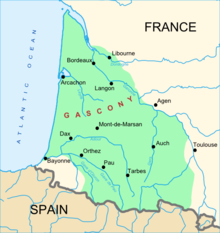 FRANCE
ATLANTIC OCEAN
Libourne
Bordeaux
Arcachon
Langon
GASCONY
Agen
Mont-de-Marsan
Dax
Auch
Toulouse
Bayonne
Orthez
Pau
Tarbes
SPAIN